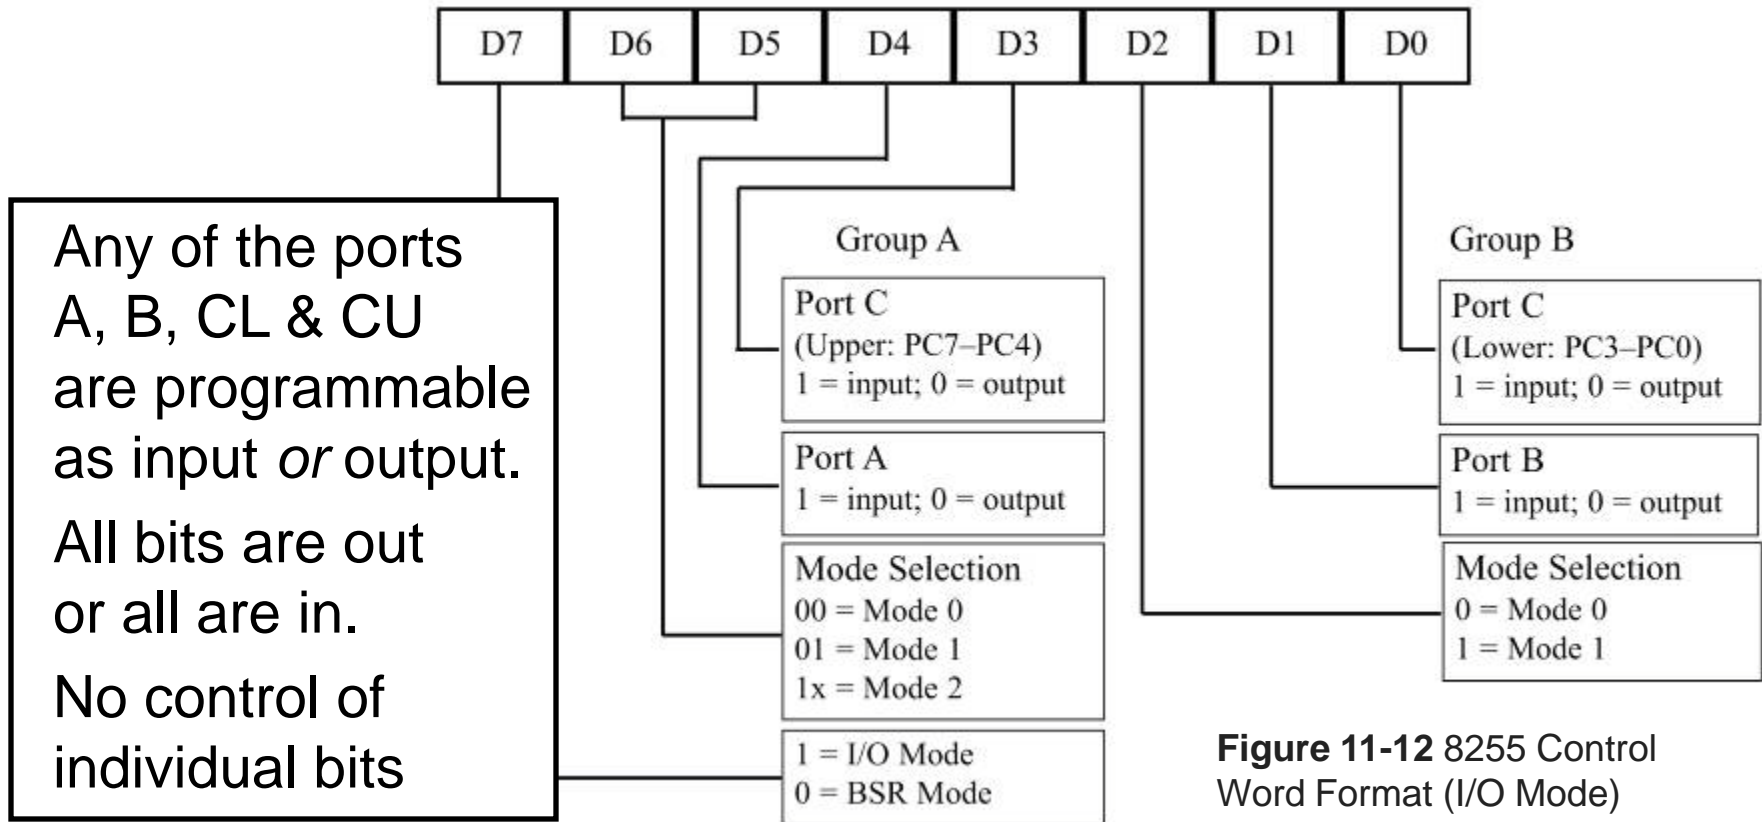 D7 D6 D5 D4 D3 D2 D1 D0
Any of the ports
A, B, CL & CU
are programmable
as input or output.
All bits are out
or all are in.
No control of
individual bits
Group A
Port C
(Upper: PC7–PC4)
1 = input; 0 = output
Port A
1 = input; 0 = output
Mode Selection
00 = Mode 0
01 = Mode 1
1x = Mode 2
1 = I/O Mode
0 = BSR Mode
Group B
Port C
(Lower: PC3–PC0)
1 = input; 0 = output
Port B
1 = input; 0 = output
Mode Selection
0 = Mode 0
1 = Mode 1
Figure 11-12 8255 Control
Word Format (I/O Mode)